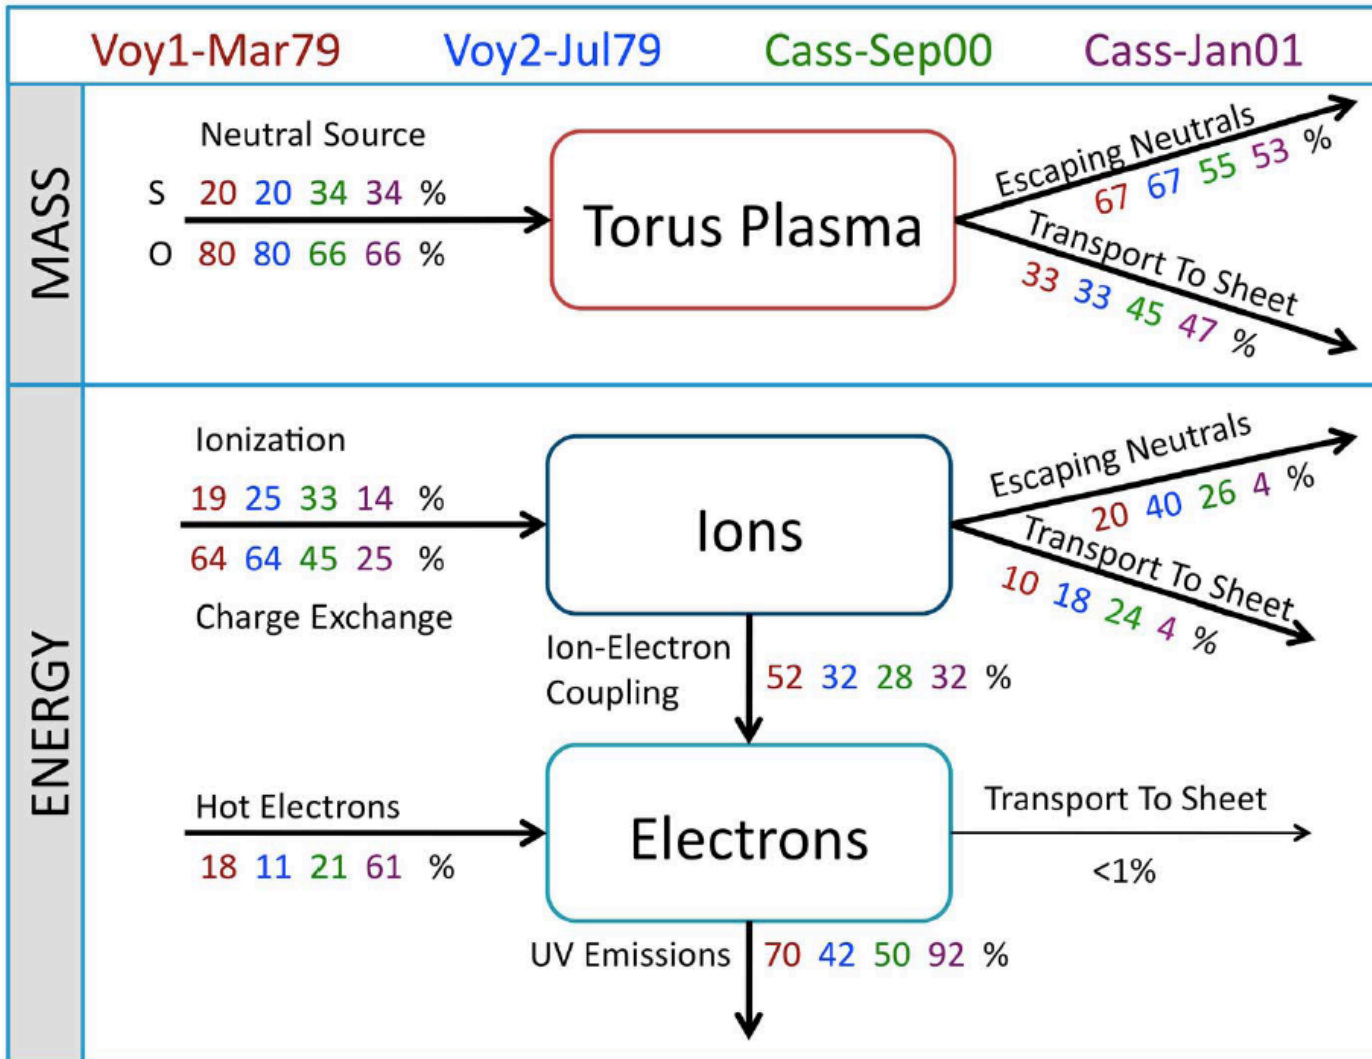 Voy1-Mar79 Voy2-Jul79 Cass-Sep00 Cass-Jan01
MASS
Neutral Source
S 20 20 34 34 %
O 80 80 66 66 %
Torus Plasma
Escaping Neutrals
67 67 55 53 %
Transport To Sheet
33 33 45 47 %
ENERGY
Ionization
19 25 33 14 %
64 64 45 25 %
Charge Exchange
Ions
Escaping Neutrals
20 40 26 4 %
Transport To Sheet
10 18 24 4 %
Ion-Electron
Coupling
52 32 28 32 %
Hot Electrons
18 11 21 61 %
Electrons
Transport To Sheet
<1%
UV Emissions 70 42 50 92 %